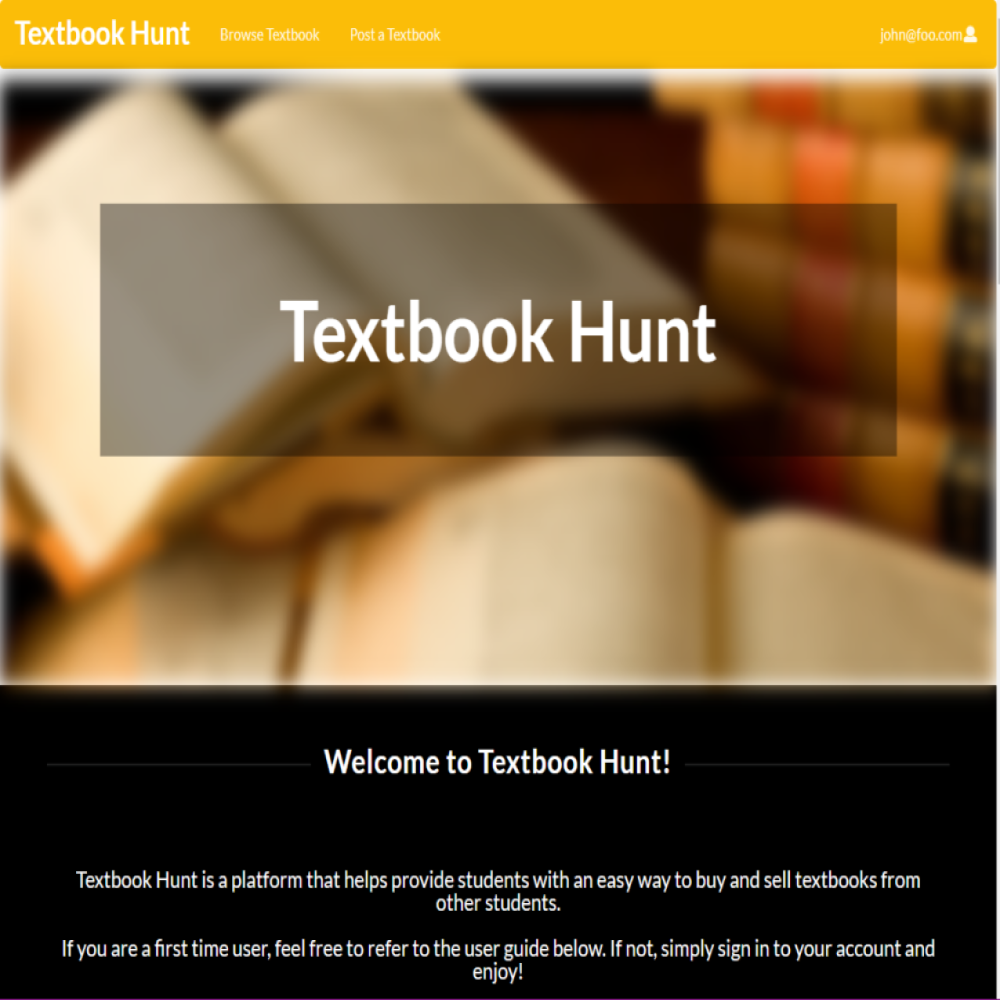 Textbook Hunt
Browse Textbook
Post a Textbook
john@foo.com
Textbook Hunt
Welcome to Textbook Hunt!
Textbook Hunt is a platform that helps provide students with an easy way to buy and sell textbooks from
other students.
If you are a first time user, feel free to refer to the user guide below. If not, simply sign in to your account and
enjoy!